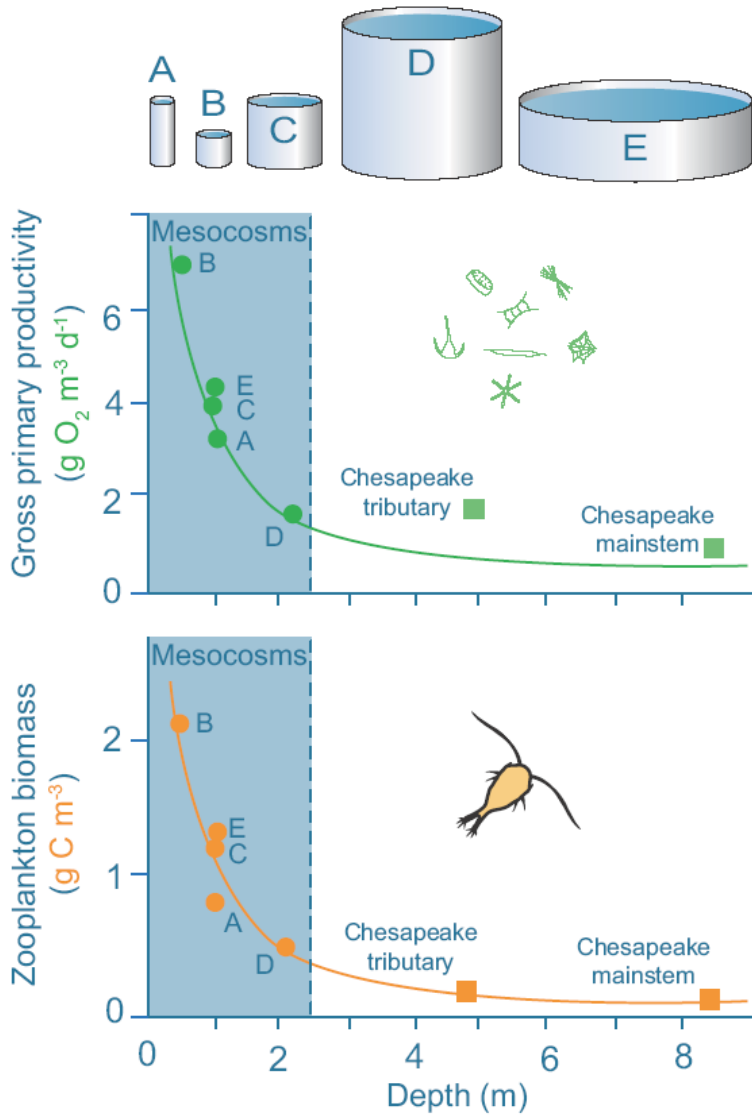 A
B
C
D
E
Gross primary productivity
(g O₂ m⁻³ d⁻¹)
6
4
2
0
Mesocosms
B
E
C
A
D
Chesapeake
tributary
Chesapeake
mainstem
Zooplankton biomass
(g C m⁻³)
2
1
0
Mesocosms
B
E
C
A
D
Chesapeake
tributary
Chesapeake
mainstem
0 2 4 6 8
Depth (m)